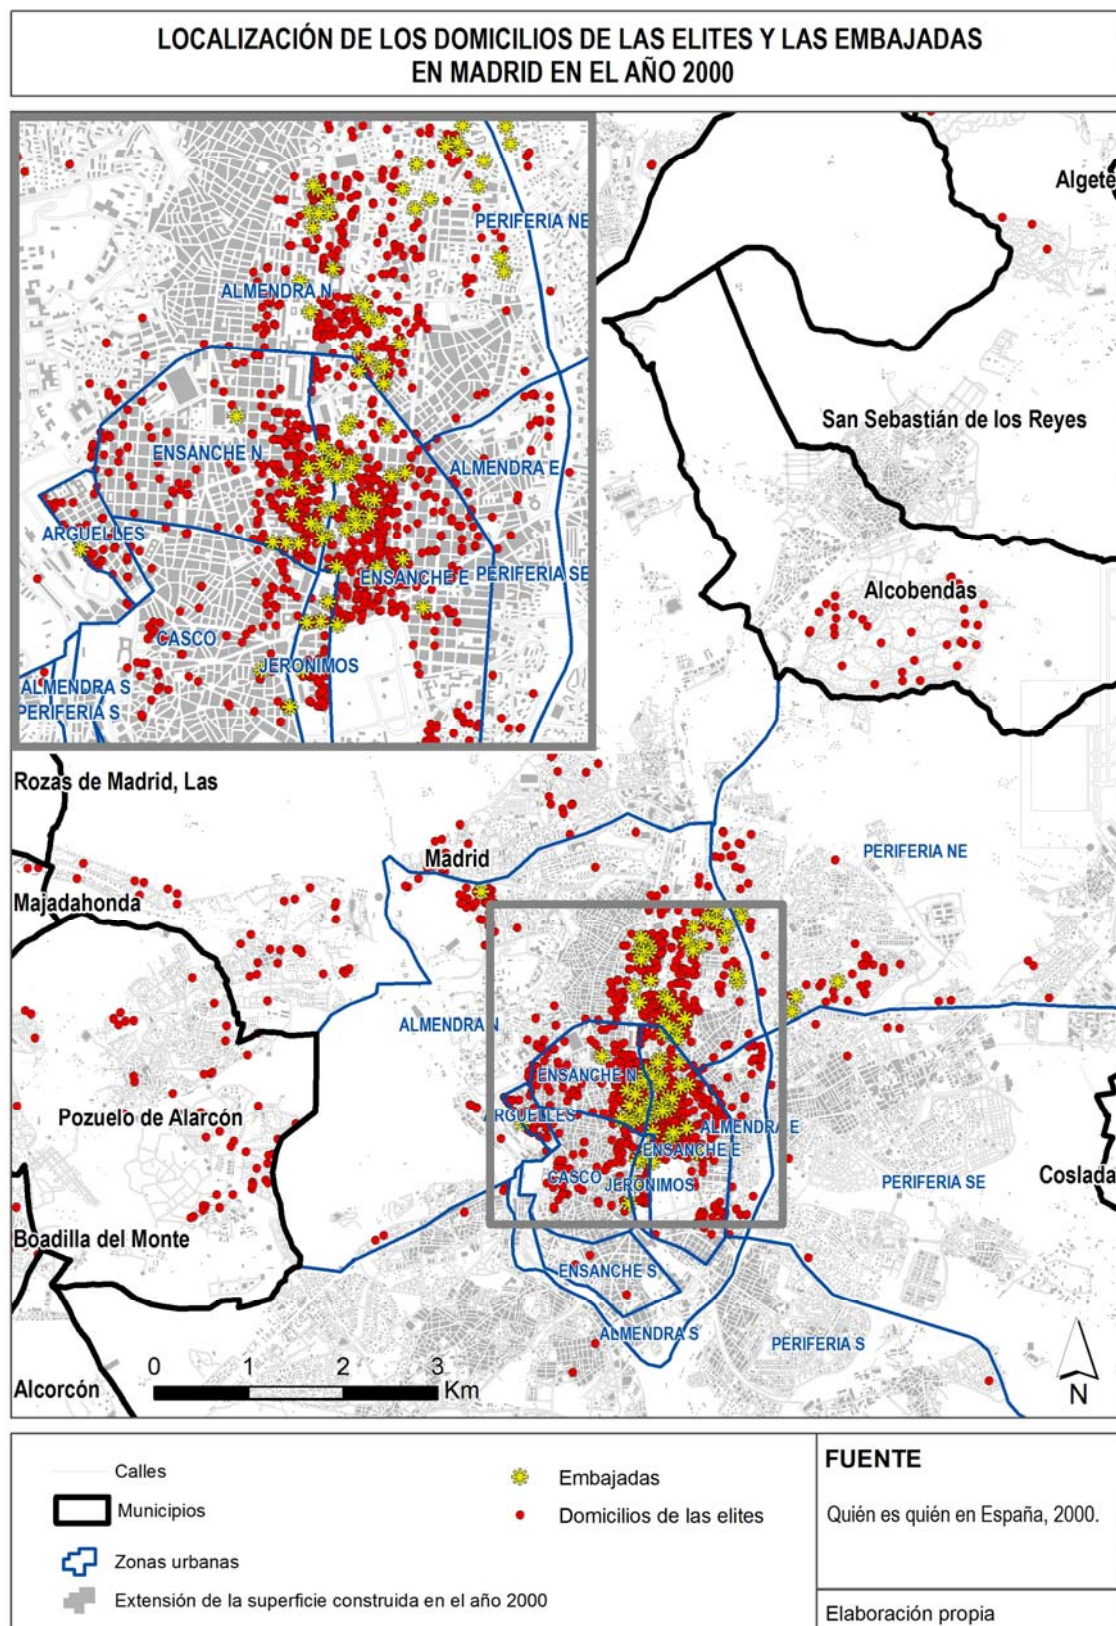 LOCALIZACIÓN DE LOS DOMICILIOS DE LAS ELITES Y LAS EMBAJADAS
EN MADRID EN EL AÑO 2000
PERIFERIA NE
ALMENDRA N
ENSANCHE N
ALMENDRA E
ARGUELLES
ENSANCHE E
PERIFERIA SE
CASCO
JERONIMOS
ALMENDRA S
PERIFERIA S
Algete
San Sebastián de los Reyes
Alcobendas
Rozas de Madrid, Las
Madrid
PERIFERIA NE
Majadahonda
ALMENDRA N
ENSANCHE N
Pozuelo de Alarcón
ARGUELLES
ALMENDRA E
ENSANCHE E
CASCO
JERONIMOS
PERIFERIA SE
Coslada
Boadilla del Monte
ENSANCHE S
ALMENDRA S
PERIFERIA S
Alcorcón
0 1 2 3
Km
N
Calles
Municipios
Zonas urbanas
Extensión de la superficie construida en el año 2000
Embajadas
Domicilios de las elites
FUENTE
Quién es quién en España, 2000.
Elaboración propia